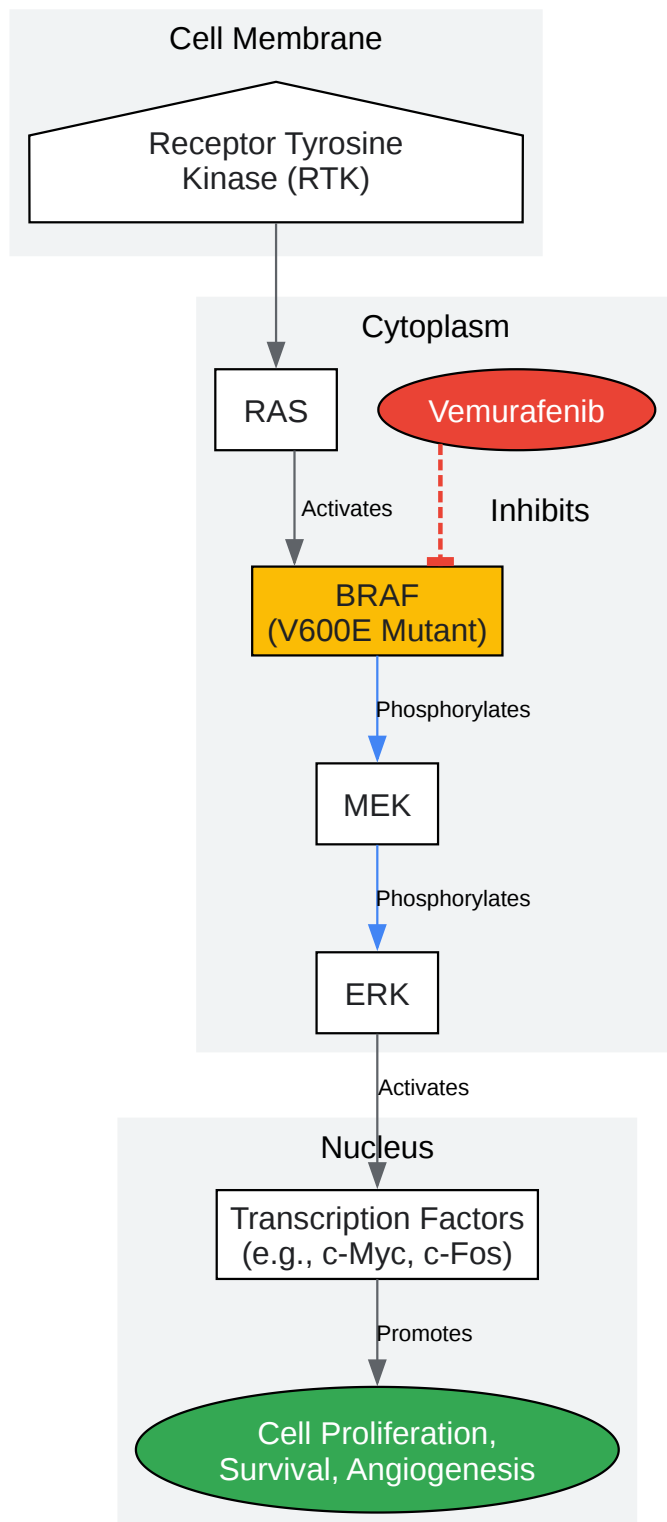 Cell Membrane
Receptor Tyrosine
Kinase (RTK)
Cytoplasm
RAS
Vemurafenib
Activates
Inhibits
BRAF
(V600E Mutant)
Phosphorylates
MEK
Phosphorylates
ERK
Activates
Nucleus
Transcription Factors
(e.g., c-Myc, c-Fos)
Promotes
Cell Proliferation,
Survival, Angiogenesis